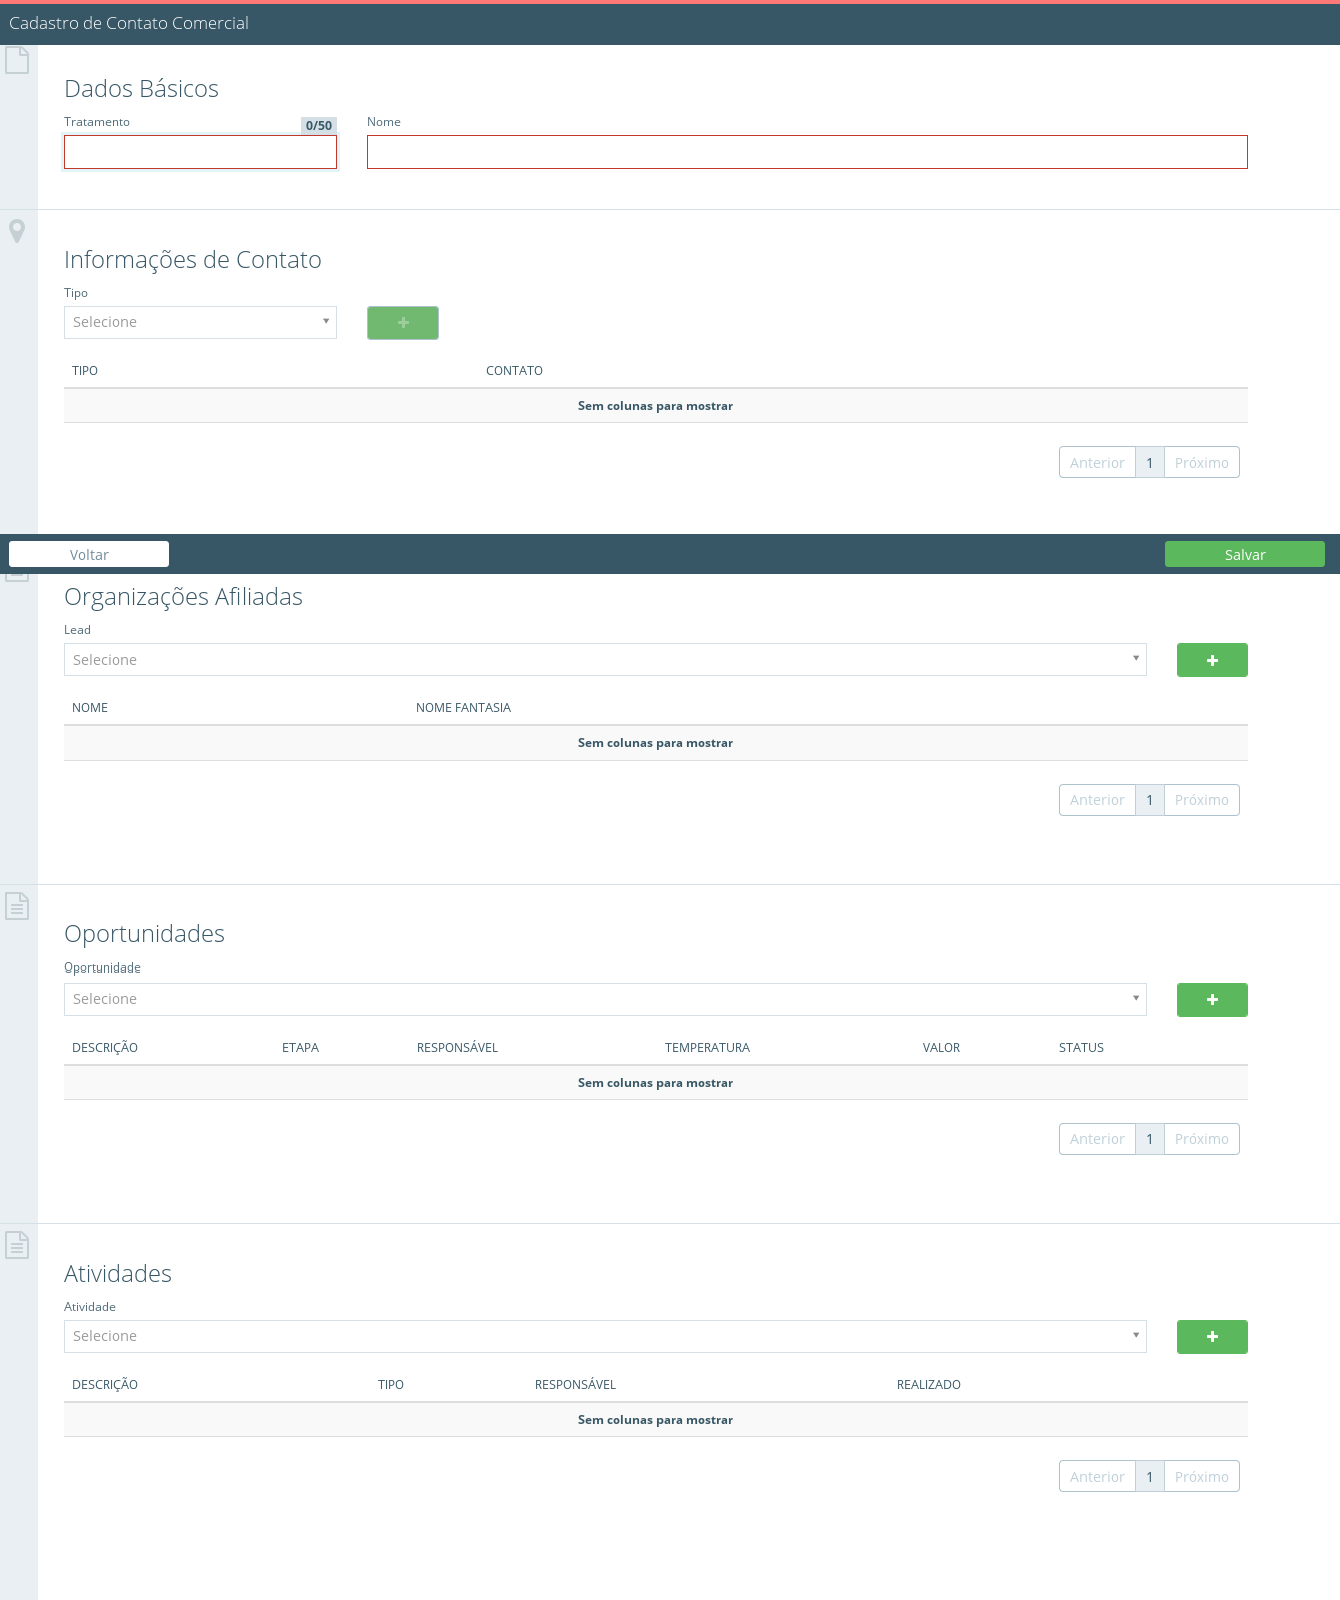 Cadastro de Contato Comercial
Dados Básicos
Tratamento 0/50 Nome
Informações de Contato
Tipo
Selecione
TIPO CONTATO
Sem colunas para mostrar
Anterior 1 Próximo
Voltar Salvar
Organizações Afiliadas
Lead
Selecione
NOME NOME FANTASIA
Sem colunas para mostrar
Anterior 1 Próximo
Oportunidades
Oportunidade
Selecione
DESCRIÇÃO ETAPA RESPONSÁVEL TEMPERATURA VALOR STATUS
Sem colunas para mostrar
Anterior 1 Próximo
Atividades
Atividade
Selecione
DESCRIÇÃO TIPO RESPONSÁVEL REALIZADO
Sem colunas para mostrar
Anterior 1 Próximo